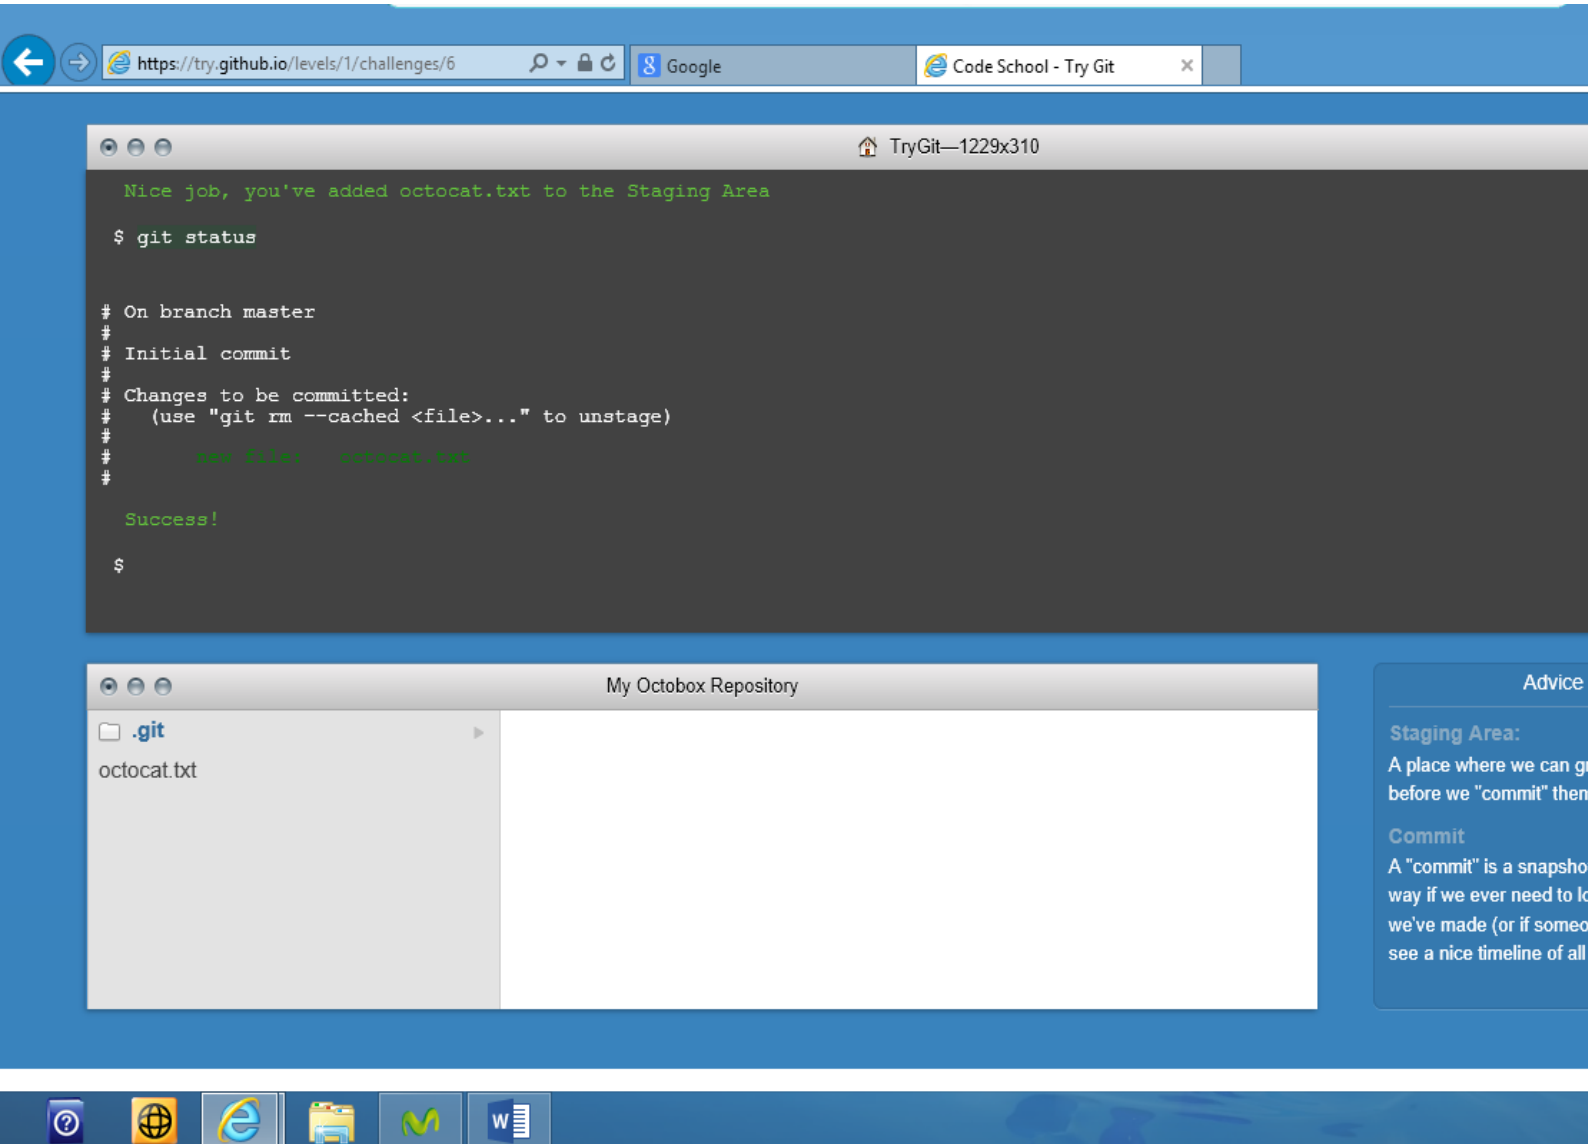 https://try.github.io/levels/1/challenges/6
Google
Code School - Try Git
TryGit—1229x310
Nice job, you've added octocat.txt to the Staging Area
$ git status
# On branch master
#
# Initial commit
#
# Changes to be committed:
#   (use "git rm --cached <file>..." to unstage)
#
#       new file:   octocat.txt
#
Success!
$
My Octobox Repository
.git
octocat.txt
Advice
Staging Area:
A place where we can
before we "commit"
Commit
A "commit" is a
way if we ever need to
we've made (or if
see a nice timeline of all